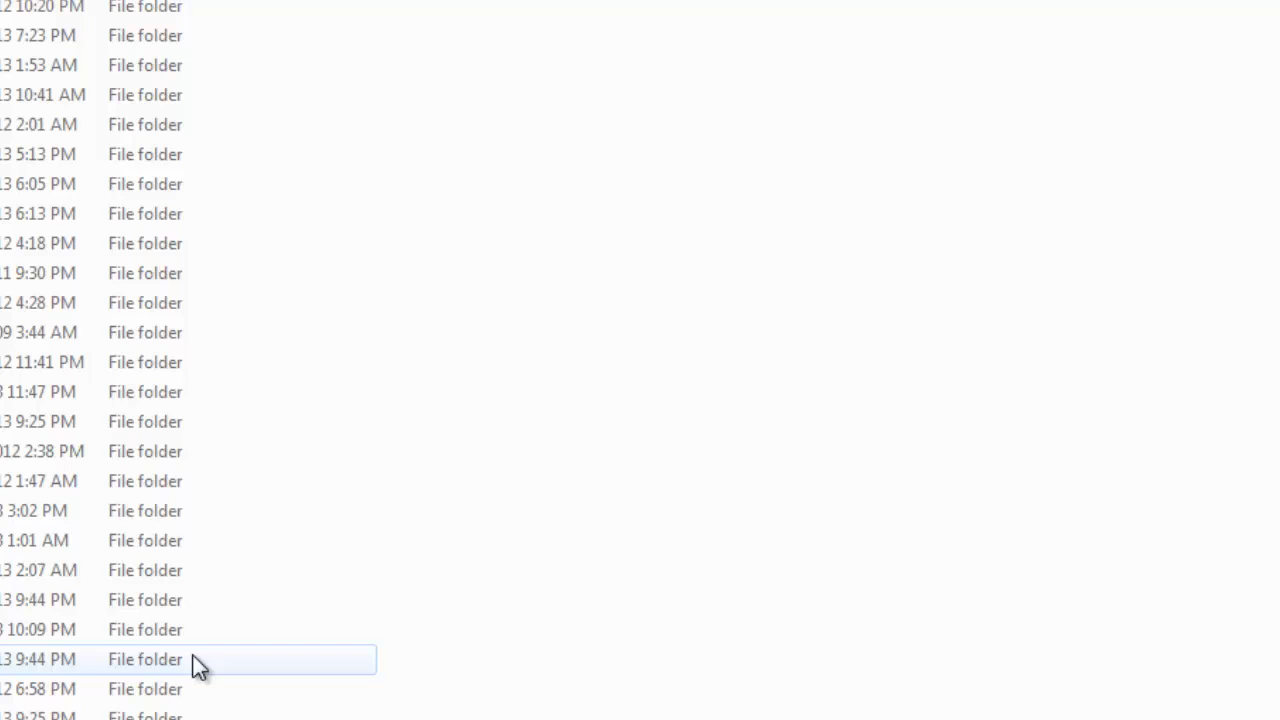 12 10:20 PM File folder
13 7:23 PM File folder
13 1:53 AM File folder
13 10:41 AM File folder
12 2:01 AM File folder
13 5:13 PM File folder
13 6:05 PM File folder
13 6:13 PM File folder
12 4:18 PM File folder
11 9:30 PM File folder
12 4:28 PM File folder
09 3:44 AM File folder
12 11:41 PM File folder
3 11:47 PM File folder
13 9:25 PM File folder
012 2:38 PM File folder
12 1:47 AM File folder
3 3:02 PM File folder
3 1:01 AM File folder
13 2:07 AM File folder
13 9:44 PM File folder
3 10:09 PM File folder
13 9:44 PM File folder
12 6:58 PM File folder
13 9:25 PM File folder